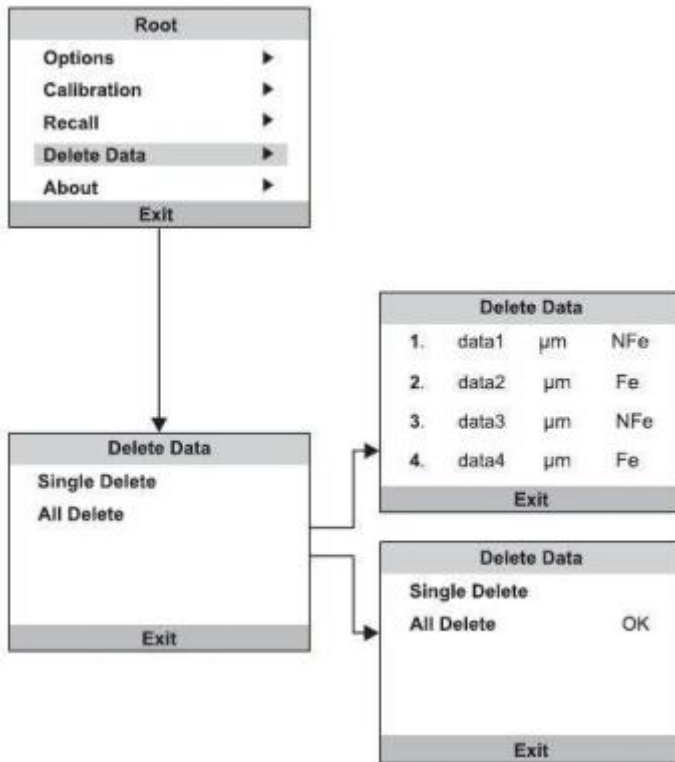 Root
Options
Calibration
Recall
Delete Data
About
Exit
Delete Data
Single Delete
All Delete
Exit
Delete Data
1. data1 µm NFe
2. data2 µm Fe
3. data3 µm NFe
4. data4 µm Fe
Exit
Delete Data
Single Delete
All Delete OK
Exit